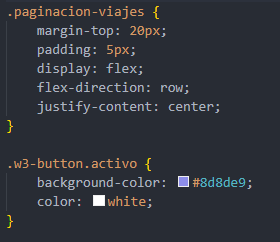 .paginacion-viajes {
    margin-top: 20px;
    padding: 5px;
    display: flex;
    flex-direction: row;
    justify-content: center;
}

.w3-button.activo {
    background-color: #8d8de9;
    color: white;
}